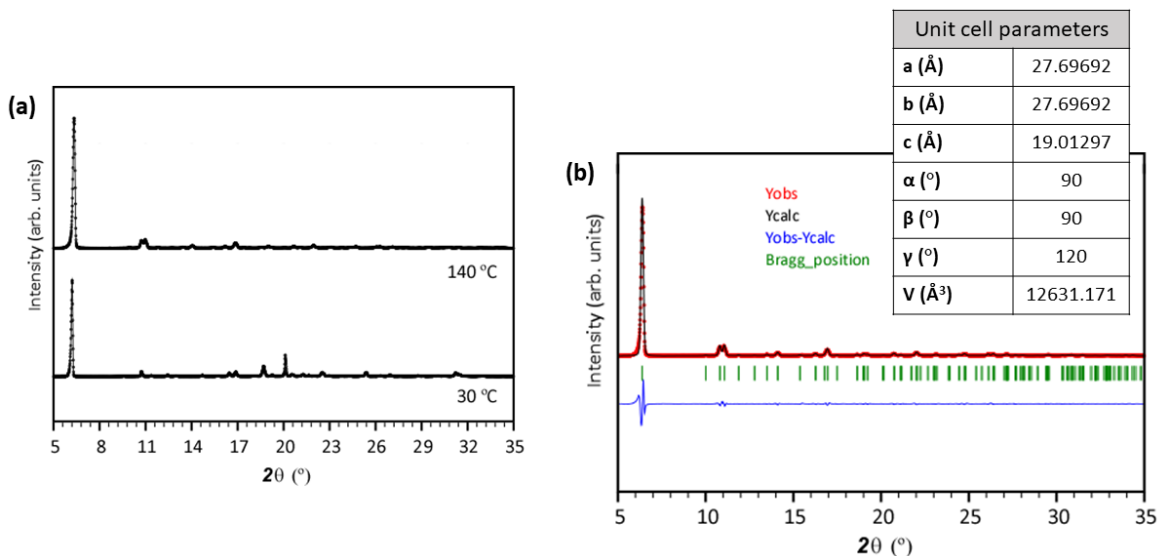 (a)
Intensity (arb. units)
140 ºC
30 ºC
5 8 11 14 17 20 23 26 29 32 35
2θ (º)
(b)
Intensity (arb. units)
Yobs
Ycalc
Yobs-Ycalc
Bragg_position
5 10 15 20 25 30 35
2θ (º)
Unit cell parameters
a (Å) 27.69692
b (Å) 27.69692
c (Å) 19.01297
α (º) 90
β (º) 90
γ (º) 120
V (Å³) 12631.171